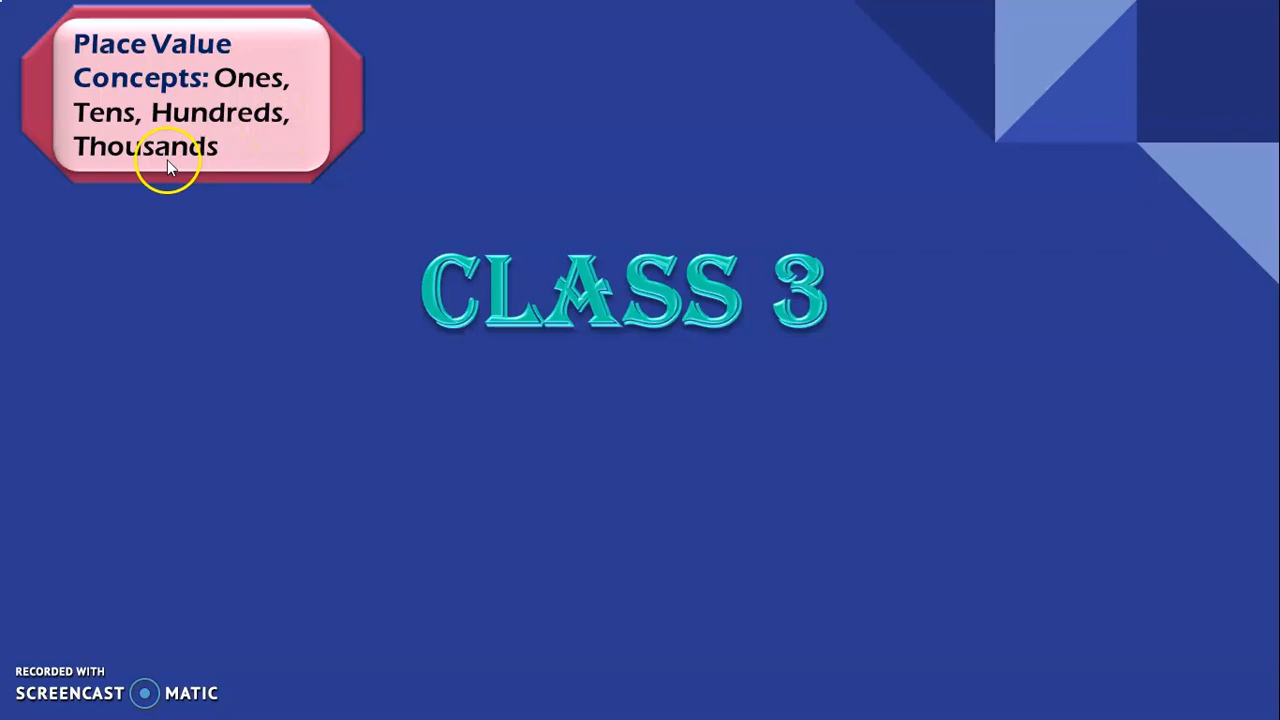 Place Value
Concepts: Ones,
Tens, Hundreds,
Thousands
CLASS 3
RECORDED WITH
SCREENCAST MATIC